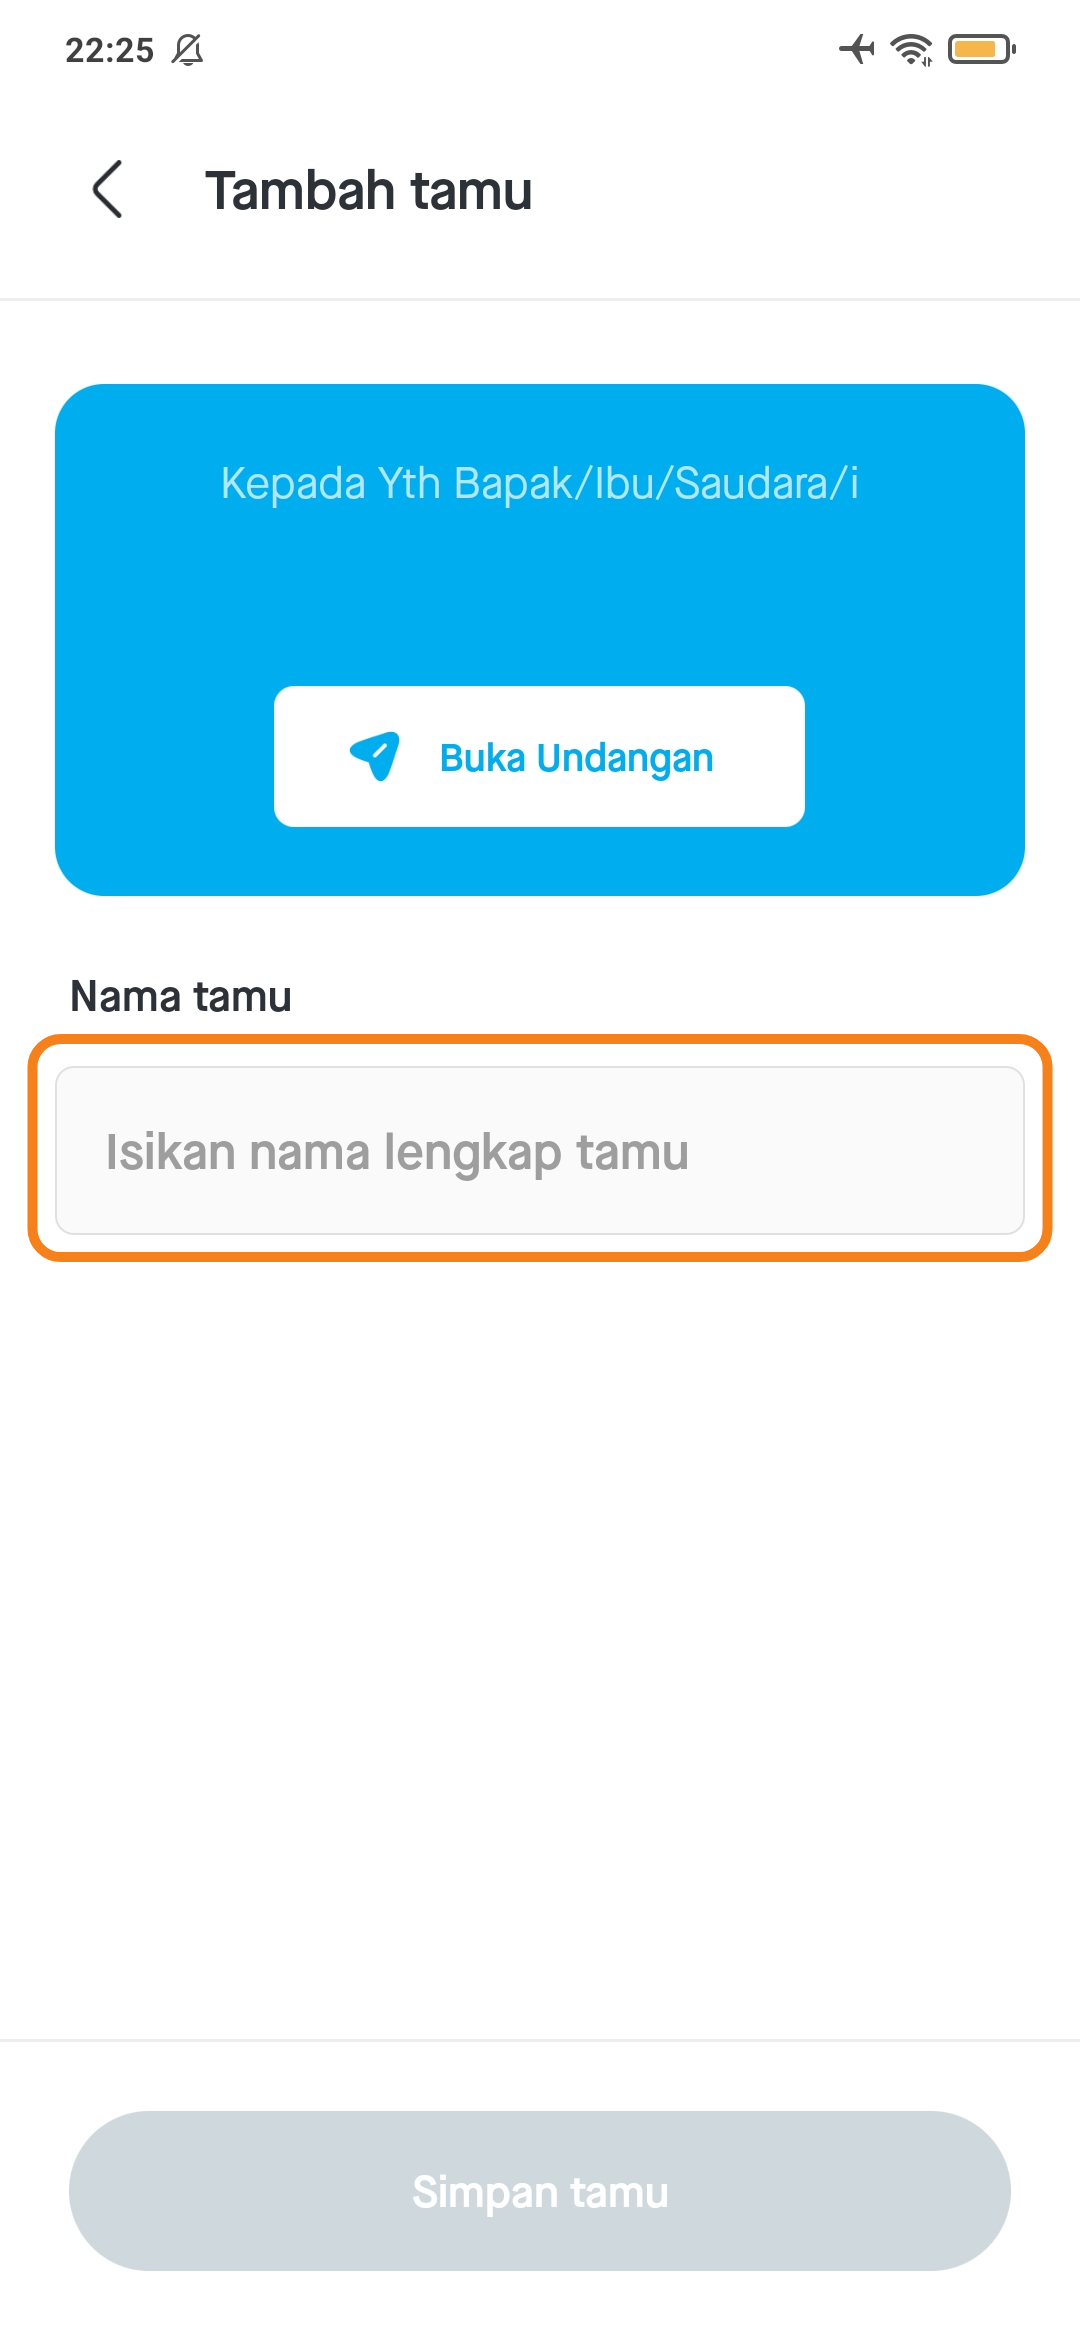 22:25
Tambah tamu
Kepada Yth Bapak/Ibu/Saudara/i
Buka Undangan
Nama tamu
Isikan nama lengkap tamu
Simpan tamu